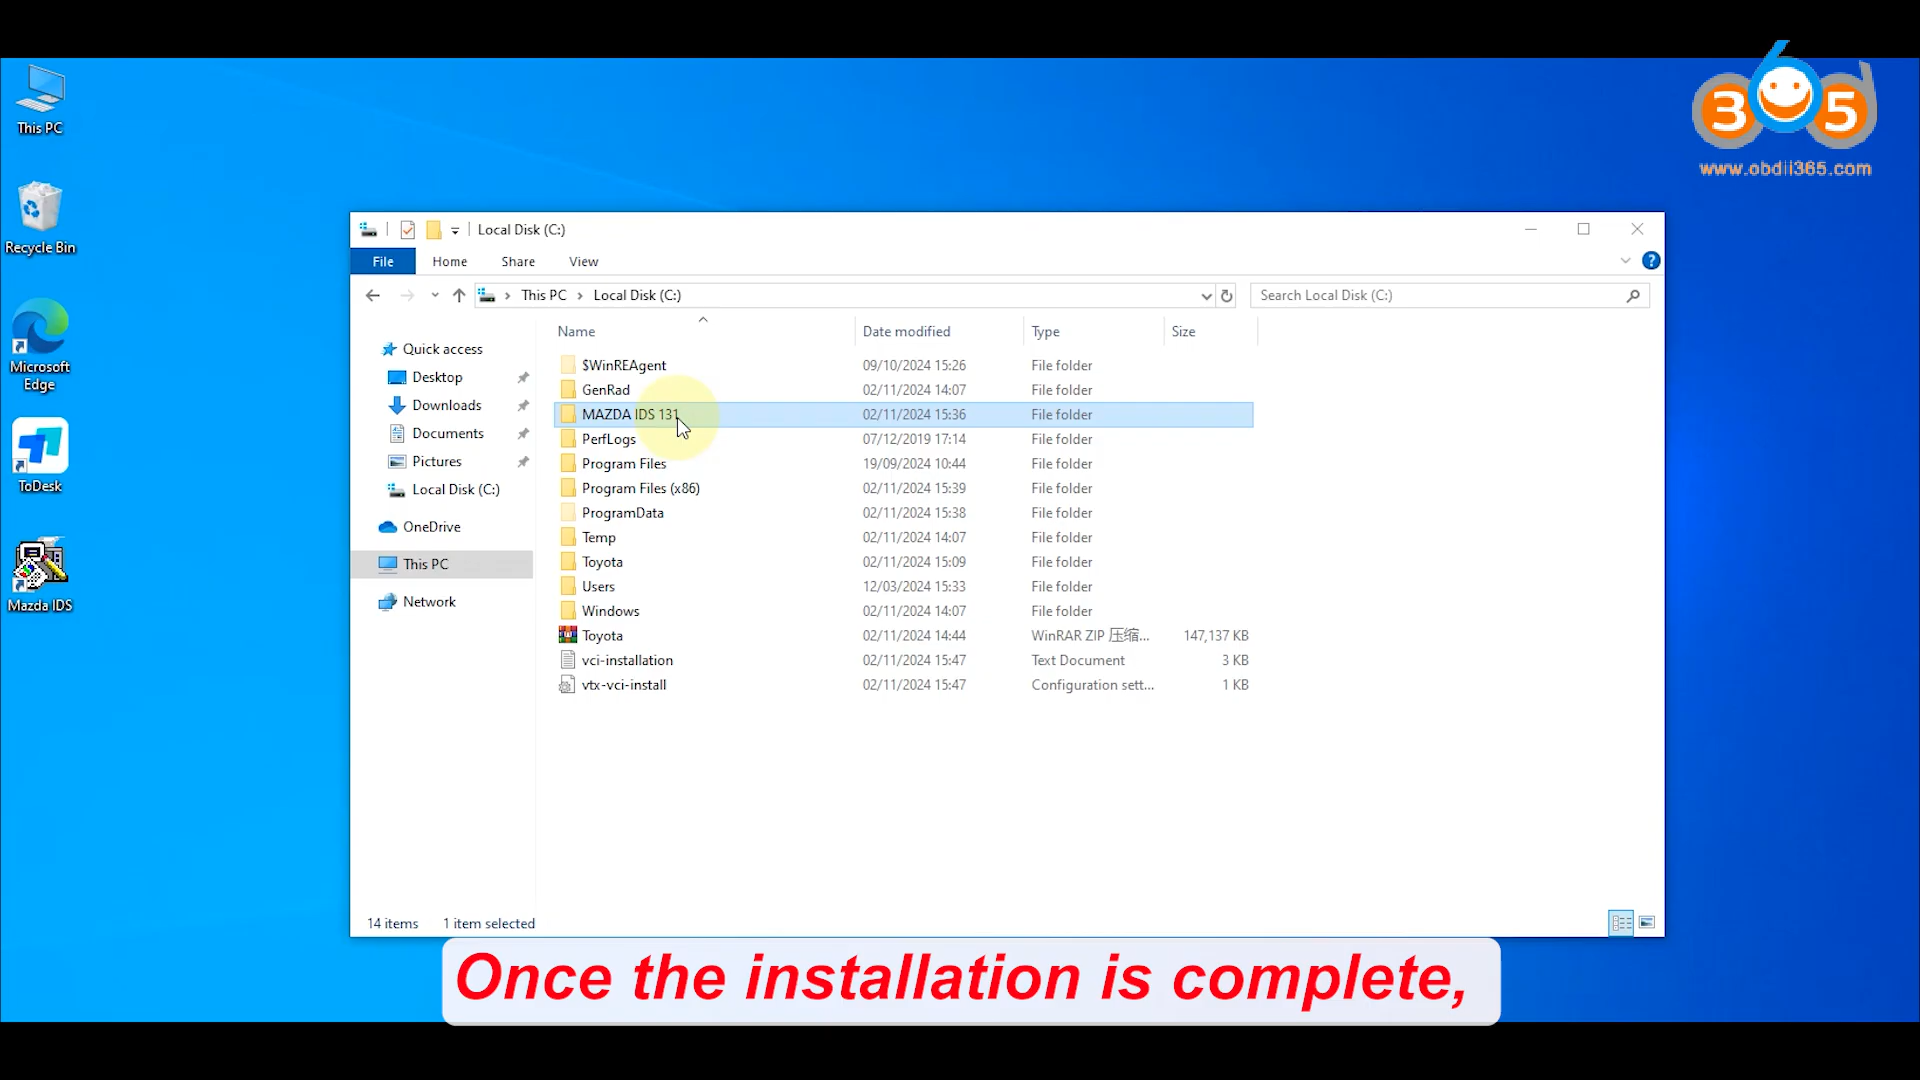 This PC
Recycle Bin
Microsoft
Edge
ToDesk
Mazda IDS
365
www.obdii365.com
Local Disk (C:)
File Home Share View
This PC > Local Disk (C:)
Search Local Disk (C:)
Quick access
Desktop
Downloads
Documents
Pictures
Local Disk (C:)
OneDrive
This PC
Network
Name Date modified Type Size
$WinREAgent 09/10/2024 15:26 File folder
GenRad 02/11/2024 14:07 File folder
MAZDA IDS 131 02/11/2024 15:36 File folder
PerfLogs 07/12/2019 17:14 File folder
Program Files 19/09/2024 10:44 File folder
Program Files (x86) 02/11/2024 15:39 File folder
ProgramData 02/11/2024 15:38 File folder
Temp 02/11/2024 14:07 File folder
Toyota 02/11/2024 15:09 File folder
Users 12/03/2024 15:33 File folder
Windows 02/11/2024 14:07 File folder
Toyota 02/11/2024 14:44 WinRAR ZIP 压缩... 147,137 KB
vci-installation 02/11/2024 15:47 Text Document 3 KB
vtx-vci-install 02/11/2024 15:47 Configuration sett... 1 KB
14 items 1 item selected
Once the installation is complete,